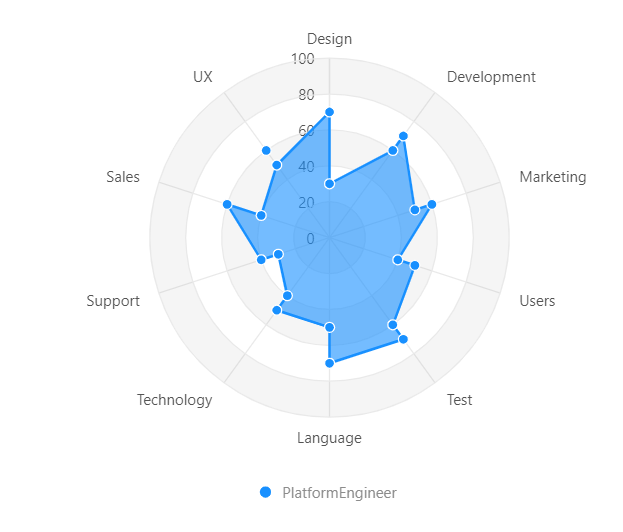 Design
100
UX
Development
80
60
40
Sales
Marketing
20
0
Support
Users
Technology
Test
Language
PlatformEngineer